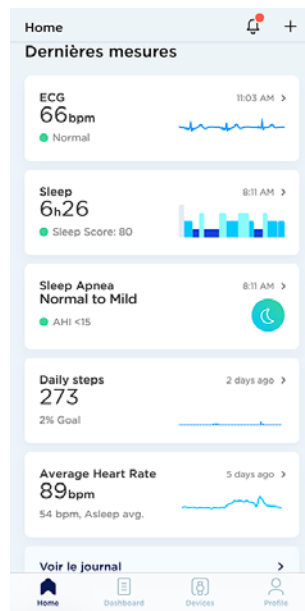 Home
Dernières mesures
ECG 11:03 AM
66bpm
Normal
Sleep 8:11 AM
6h26
Sleep Score: 80
Sleep Apnea 8:11 AM
Normal to Mild
AHI <15
Daily steps 2 days ago
273
2% Goal
Average Heart Rate 5 days ago
89bpm
54 bpm, Asleep avg.
Voir le journal
Home Dashboard Devices Profile